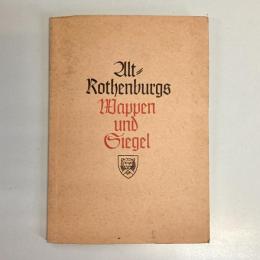 Alt=
Rothenburgs
Wappen
und
Siegel